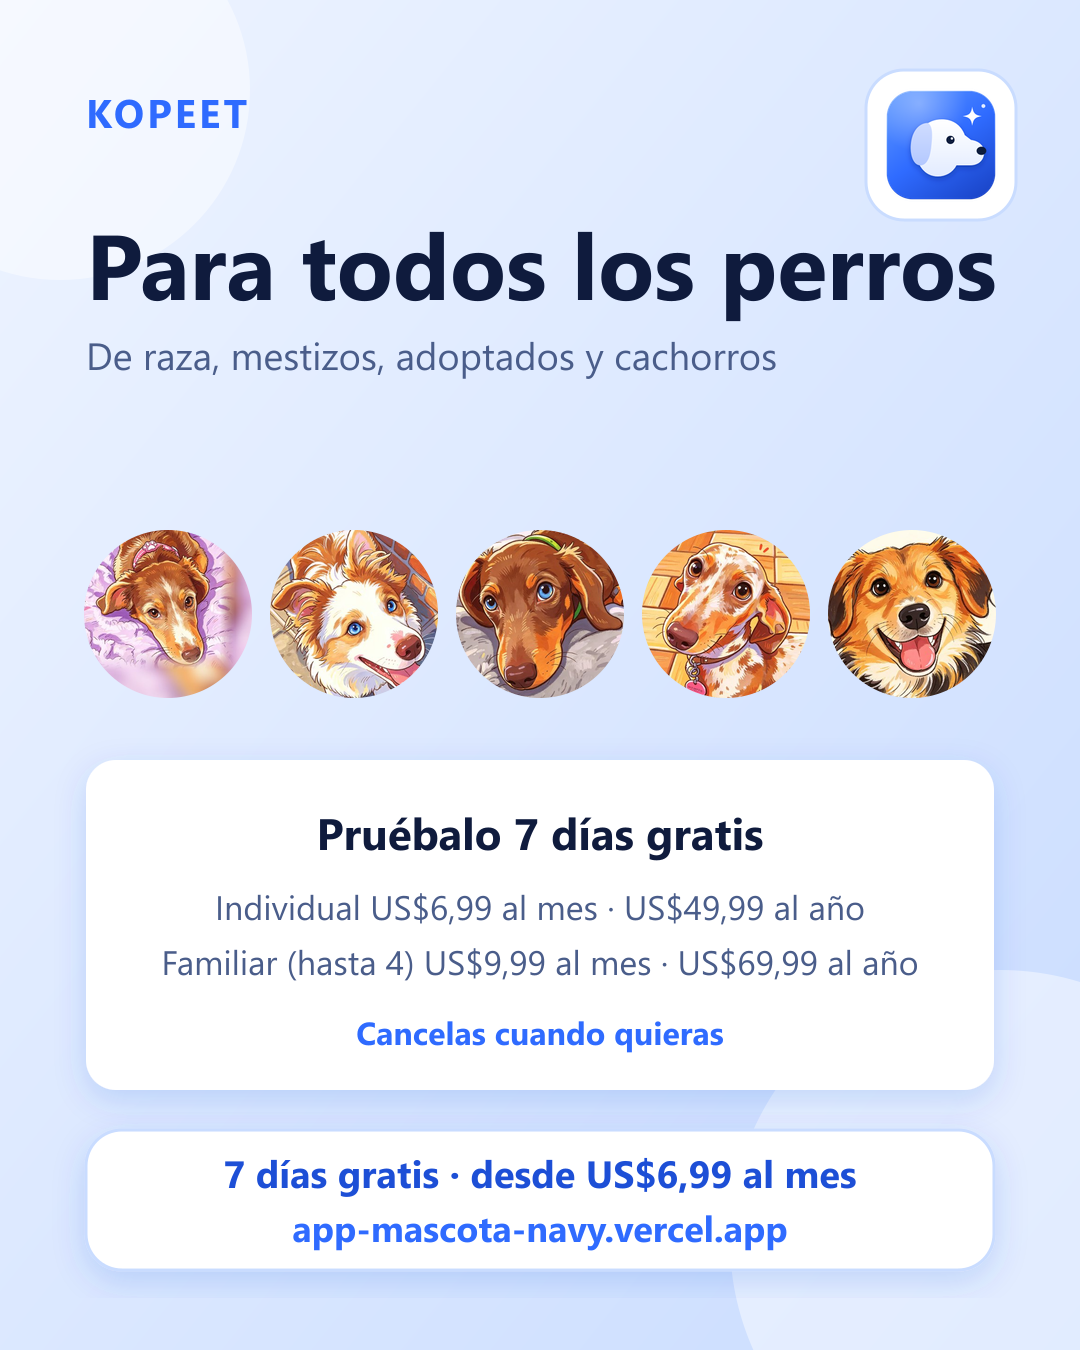 KOPEET
Para todos los perros
De raza, mestizos, adoptados y cachorros
Pruébalo 7 días gratis
Individual US$6,99 al mes · US$49,99 al año
Familiar (hasta 4) US$9,99 al mes · US$69,99 al año
Cancelas cuando quieras
7 días gratis · desde US$6,99 al mes
app-mascota-navy.vercel.app